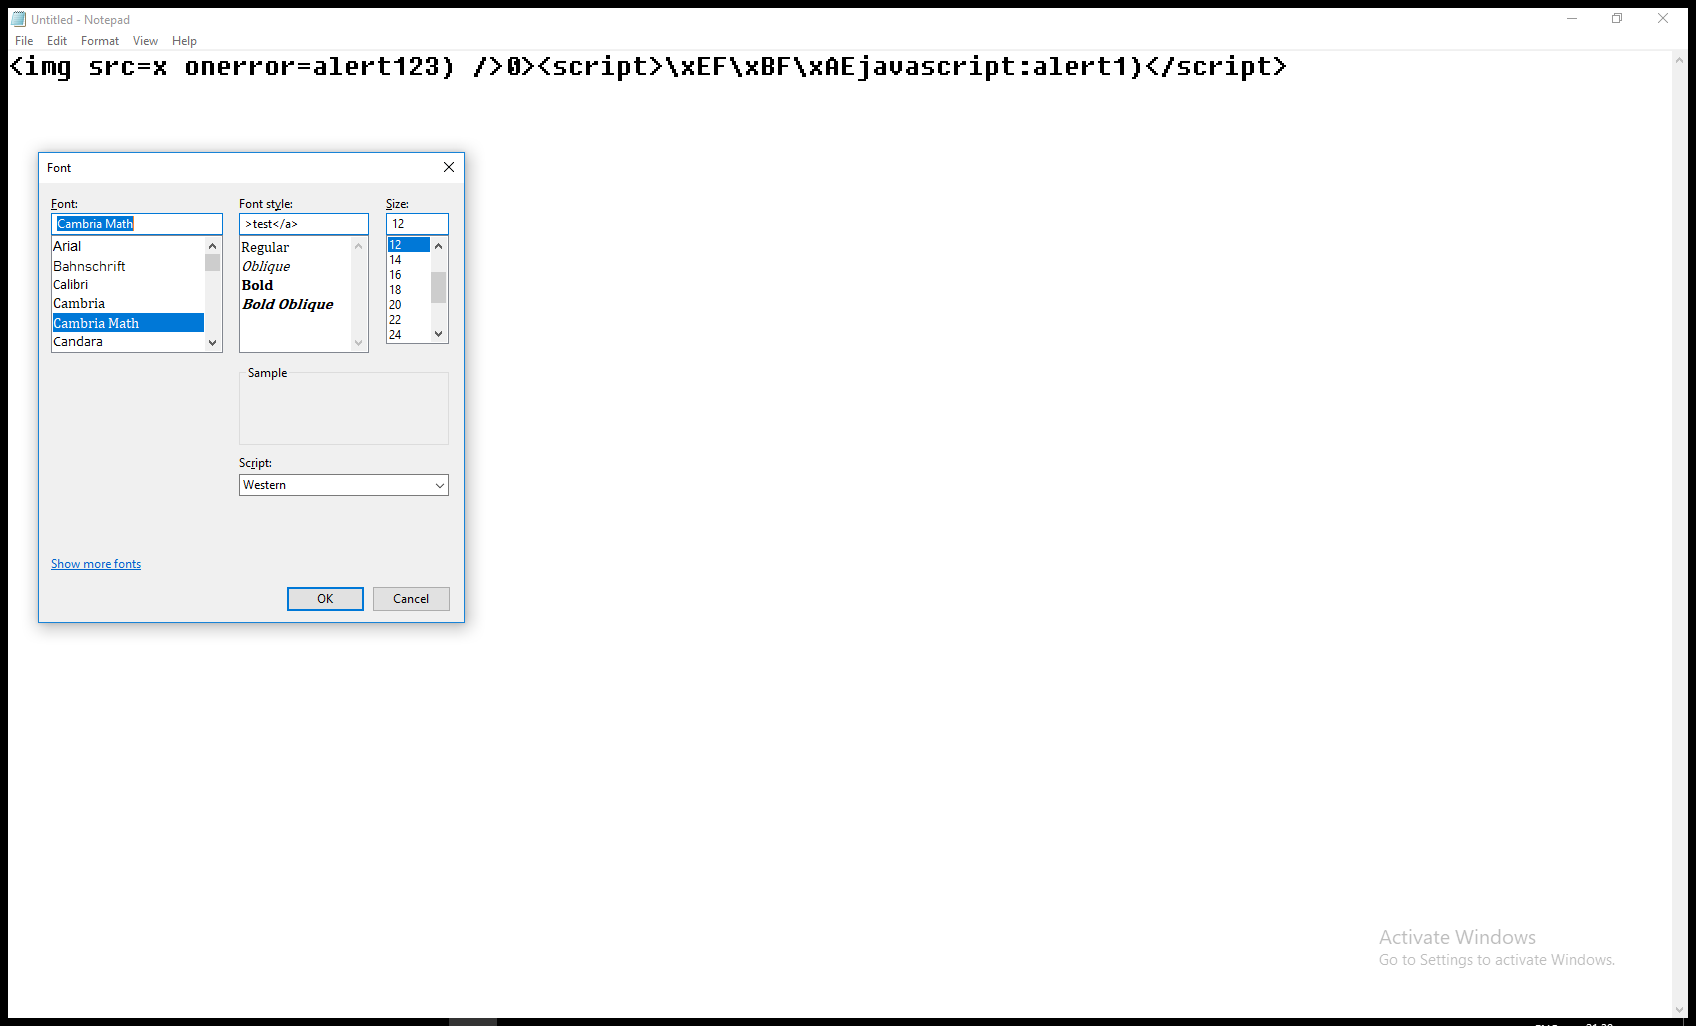 Untitled - Notepad
File Edit Format View Help
<img src=x onerror=alert123) />0><script>\xEF\xBF\xAEjavascript:alert1)</script>
Font
Font: Font style: Size:
Cambria Math >test</a> 12
Arial
Bahnschrift
Calibri
Cambria
Cambria Math
Candara
Regular
Oblique
Bold
Bold Oblique
12
14
16
18
20
22
24
Sample
Script:
Western
Show more fonts
OK Cancel
Activate Windows
Go to Settings to activate Windows.